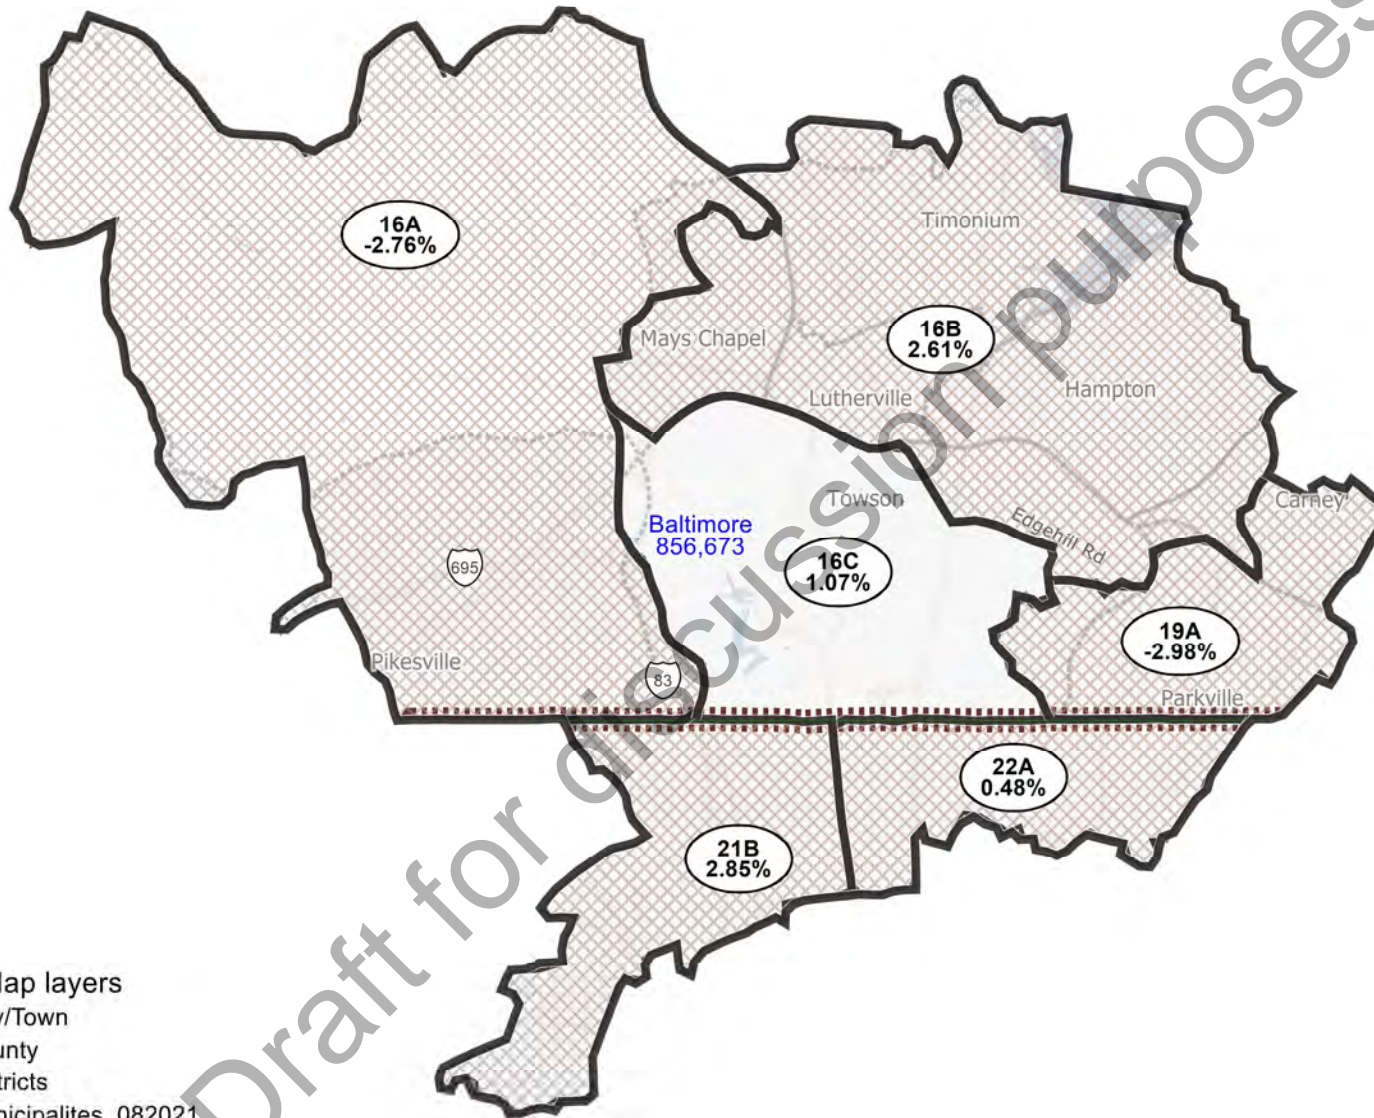 Draft for discussion purposes
16A
-2.76%
Timonium
Mays Chapel
16B
2.61%
Lutherville
Hampton
Towson
Carney
Baltimore
856,673
Edgehill Rd
695
16C
1.07%
19A
-2.98%
Pikesville
83
Parkville
22A
0.48%
21B
2.85%
ap layers
y/Town
unty
tricts
nicipalites_082021